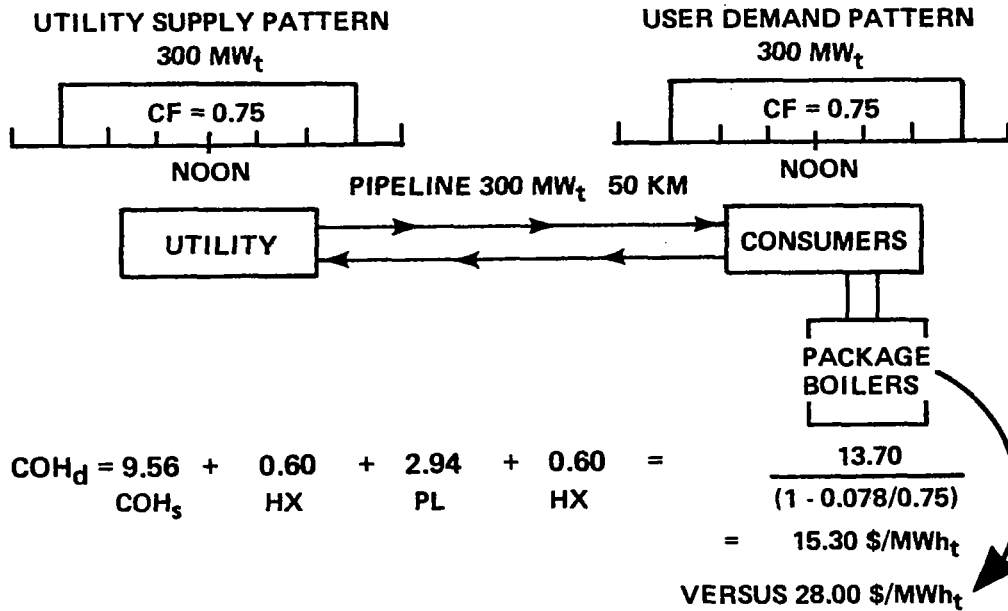 UTILITY SUPPLY PATTERN
300 MWt
CF = 0.75
NOON
USER DEMAND PATTERN
300 MWt
CF = 0.75
NOON
PIPELINE 300 MWt 50 KM
UTILITY
CONSUMERS
PACKAGE
BOILERS
COHd = 9.56 + 0.60 + 2.94 + 0.60 = 13.70
COHs HX PL HX (1 - 0.078/0.75)
= 15.30 $/MWht
VERSUS 28.00 $/MWht